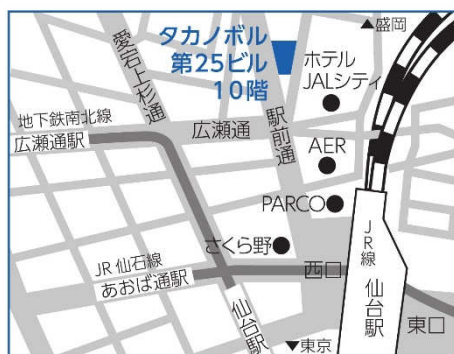 ▲盛岡
タカノボル
第25ビル
10階
愛宕上杉通
ホテル
JALシティ
地下鉄南北線
広瀬通駅
広瀬通
駅前通
AER
PARCO
さくら野
JR仙石線
あおば通駅
西口
JR線
仙台駅
仙台駅
東口
▼東京